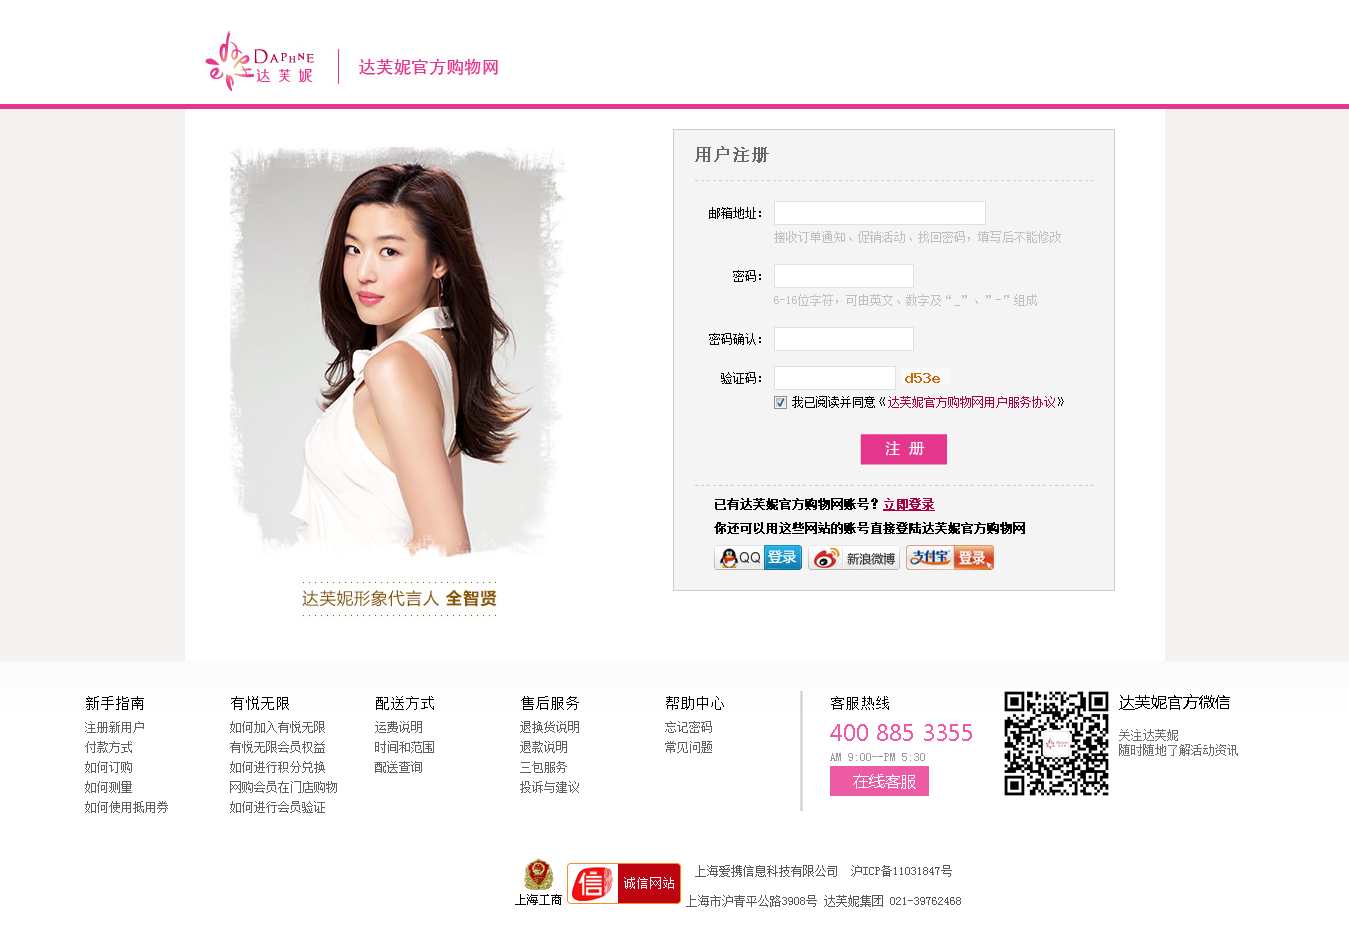 DAPHNE
达芙妮
达芙妮官方购物网
用户注册
邮箱地址：
接收订单通知、促销活动、找回密码，填写后不能修改
密码：
6-16位字符，可由英文、数字及“_”、”-”组成
密码确认：
验证码：
d53e
我已阅读并同意《达芙妮官方购物网用户服务协议》
注 册
已有达芙妮官方购物网账号？立即登录
你还可以用这些网站的账号直接登陆达芙妮官方购物网
QQ 登录
新浪微博
支付宝 登录
达芙妮形象代言人 全智贤
新手指南
注册新用户
付款方式
如何订购
如何测量
如何使用抵用券
有悦无限
如何加入有悦无限
有悦无限会员权益
如何进行积分兑换
网购会员在门店购物
如何进行会员验证
配送方式
运费说明
时间和范围
配送查询
售后服务
退换货说明
退款说明
三包服务
投诉与建议
帮助中心
忘记密码
常见问题
客服热线
400 885 3355
AM 9:00--PM 5:30
在线客服
达芙妮官方微信
关注达芙妮
随时随地了解活动资讯
上海工商
信 诚信网站
上海爱携信息科技有限公司 沪ICP备11031847号
上海市沪青平公路3908号 达芙妮集团 021-39762468